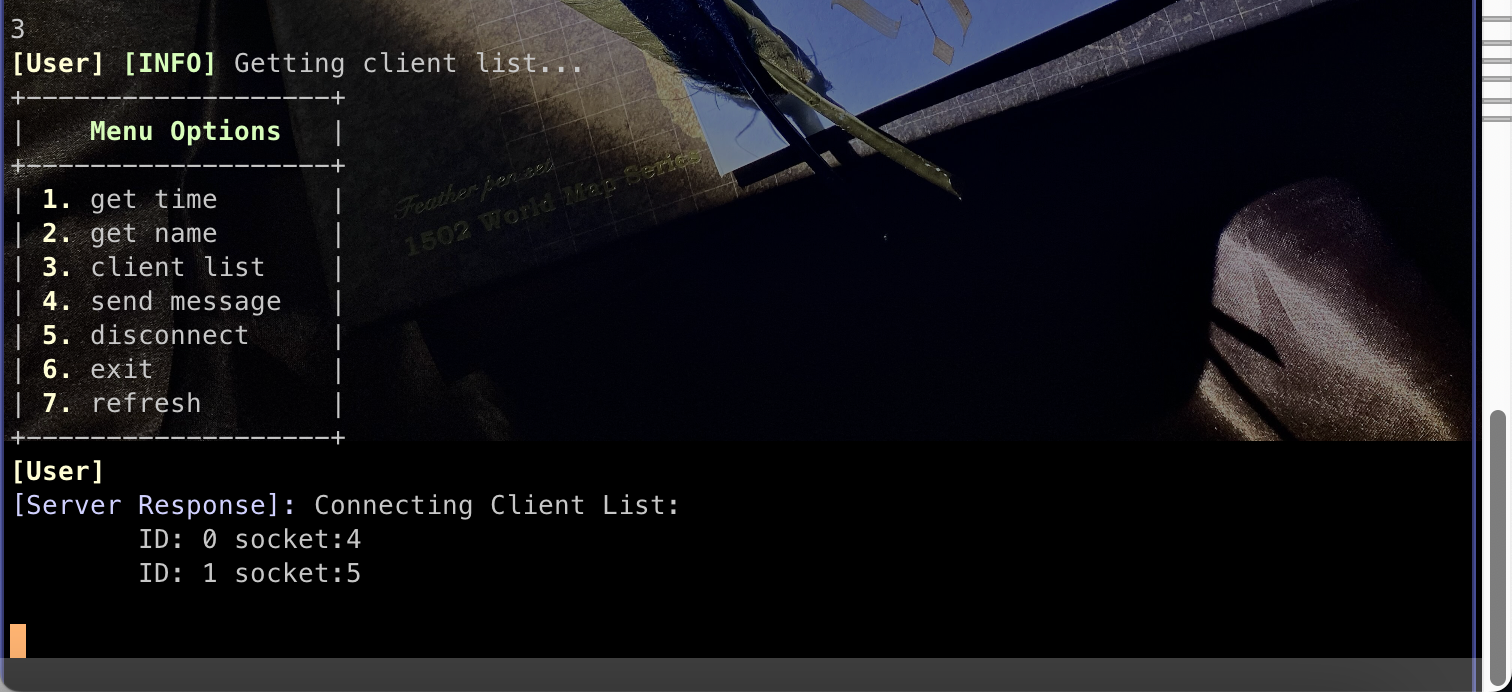 3
[User] [INFO] Getting client list...
+--------------------+
| Menu Options |
+--------------------+
| 1. get time |
| 2. get name |
| 3. client list |
| 4. send message |
| 5. disconnect |
| 6. exit |
| 7. refresh |
+--------------------+
[User]
[Server Response]: Connecting Client List:
ID: 0 socket:4
ID: 1 socket:5
Feather pen set
1502 World Map Series